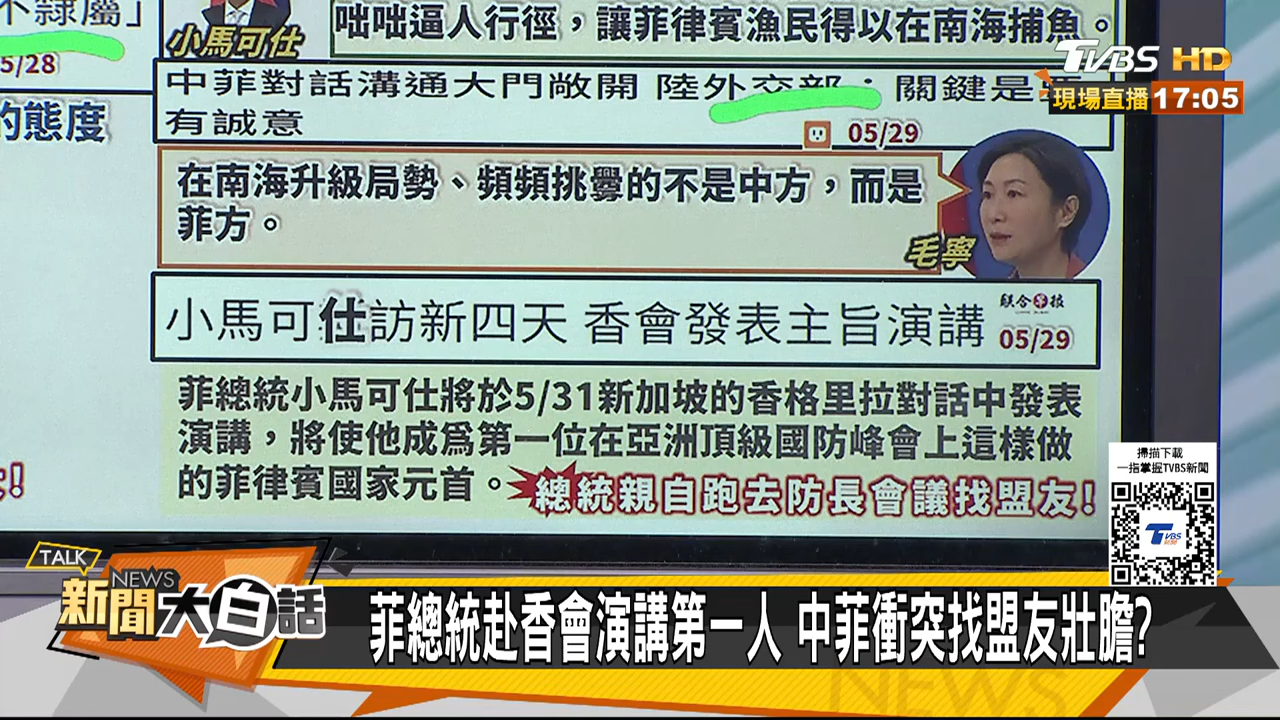 不隸屬」
5/28
的態度
小馬可仕
咄咄逼人行徑，讓菲律賓漁民得以在南海捕魚。
TVBS HD
現場直播 17:05
中菲對話溝通大門敞開 陸外交部：關鍵是
有誠意
05/29
在南海升級局勢、頻頻挑釁的不是中方，而是
菲方。
毛寧
小馬可仕訪新四天 香會發表主旨演講
聯合報
05/29
菲總統小馬可仕將於5/31新加坡的香格里拉對話中發表
演講，將使他成為第一位在亞洲頂級國防峰會上這樣做
的菲律賓國家元首。
總統親自跑去防長會議找盟友!
掃描下載
一指掌握TVBS新聞
TVBS
新聞
TALK
NEWS
新聞大白話
菲總統赴香會演講第一人 中菲衝突找盟友壯膽?
NEWS